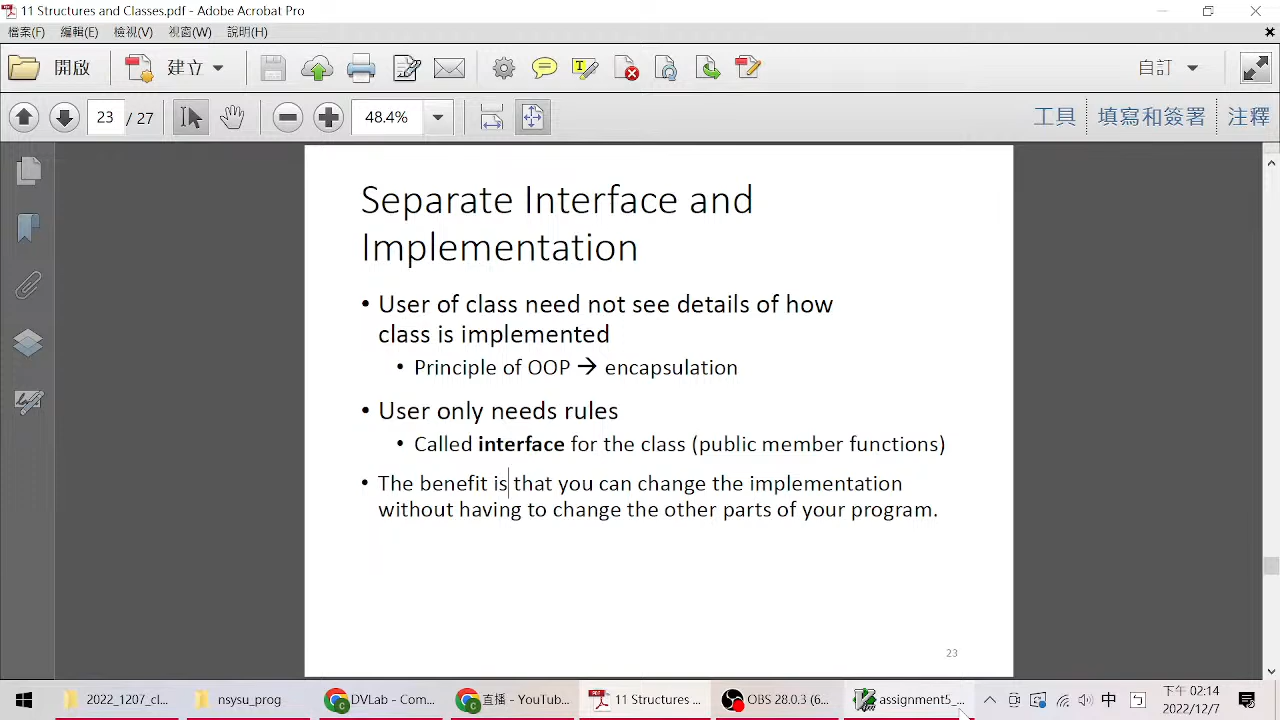 11 Structures and Classes.pdf - Adobe Acrobat Pro
檔案(F) 編輯(E) 檢視(V) 視窗(W) 說明(H)
開啟 建立 自訂
23 / 27 48.4% 工具 填寫和簽署 注釋
Separate Interface and
Implementation
• User of class need not see details of how
class is implemented
• Principle of OOP → encapsulation
• User only needs rules
• Called interface for the class (public member functions)
• The benefit is that you can change the implementation
without having to change the other parts of your program.
23
2022_1207_cl... nsysu_prog DVLab - Com... 直播 - YouTub... 11 Structures ... OBS 28.0.3 (6... assignment5_... 中 下午 02:14
2022/12/7